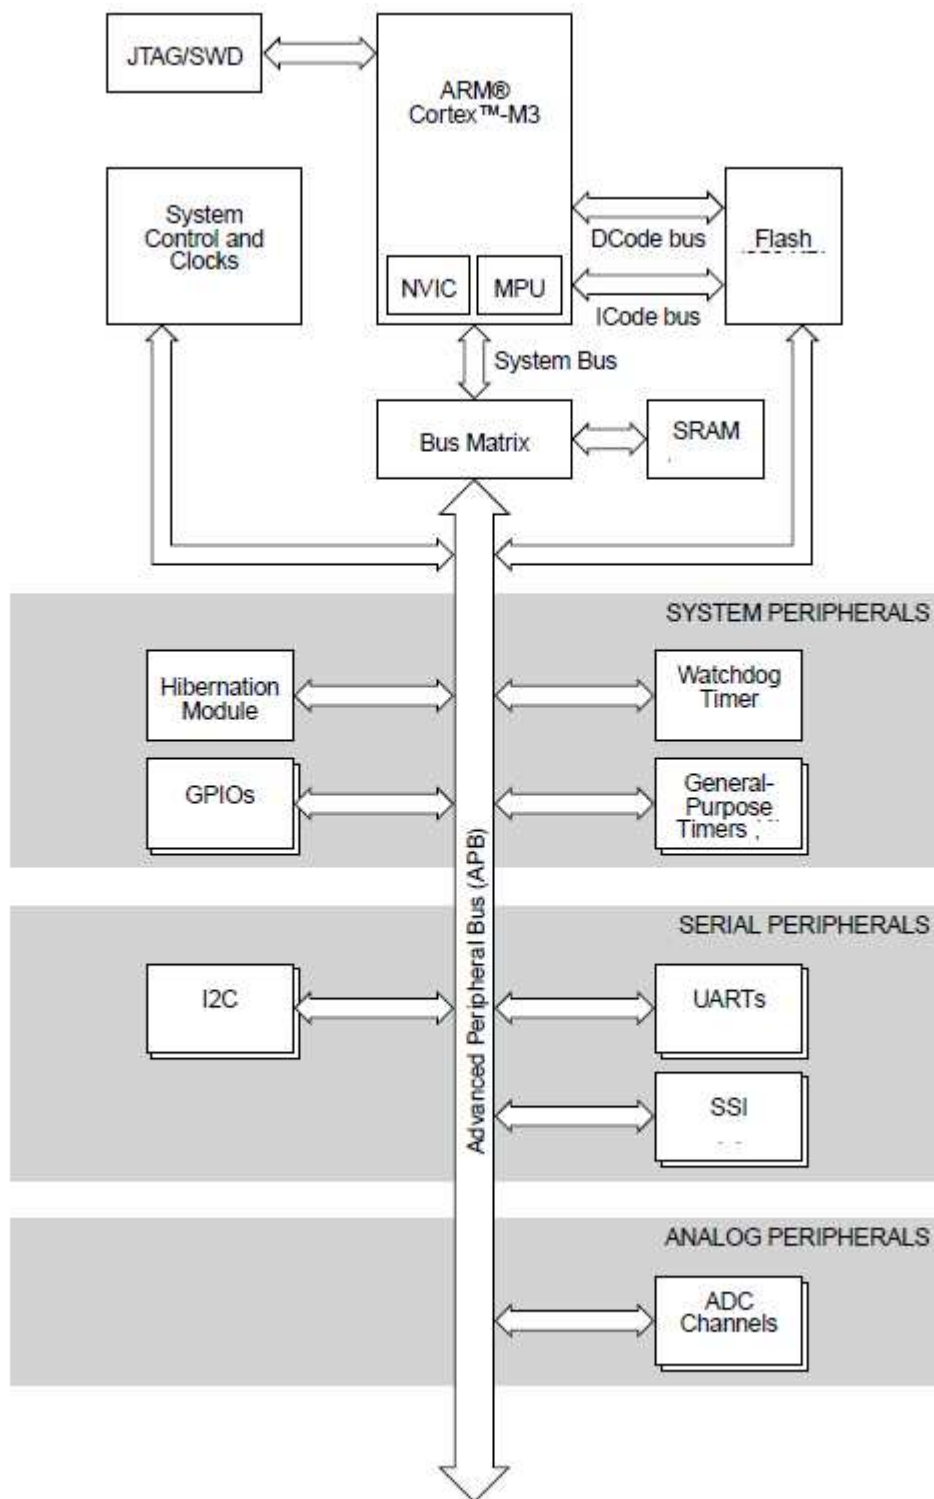 JTAG/SWD
ARM®
Cortex™-M3
System
Control and
Clocks
NVIC
MPU
DCode bus
ICode bus
Flash
System Bus
Bus Matrix
SRAM
SYSTEM PERIPHERALS
Hibernation
Module
Watchdog
Timer
GPIOs
General-
Purpose
Timers
Advanced Peripheral Bus (APB)
SERIAL PERIPHERALS
I2C
UARTs
SSI
ANALOG PERIPHERALS
ADC
Channels